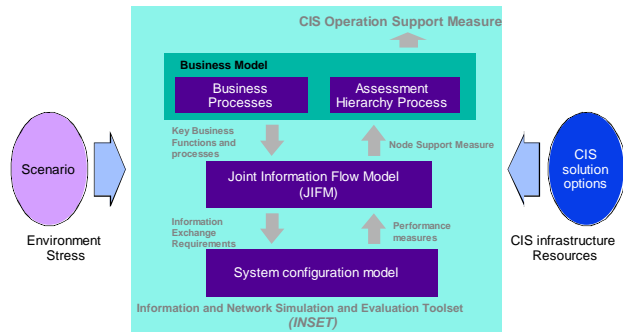 CIS Operation Support Measure
Business Model
Business
Processes
Assessment
Hierarchy Process
Key Business
Functions and
processes
Node Support Measure
Scenario
Joint Information Flow Model
(JIFM)
CIS
solution
options
Environment
Stress
Information
Exchange
Requirements
Performance
measures
CIS infrastructure
Resources
System configuration model
Information and Network Simulation and Evaluation Toolset
(INSET)